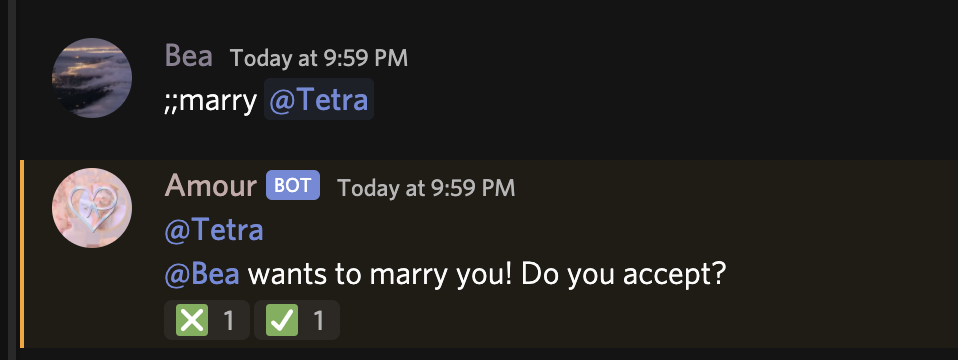 Bea Today at 9:59 PM
;;marry @Tetra
Amour BOT Today at 9:59 PM
@Tetra
@Bea wants to marry you! Do you accept?
❎ 1 ✅ 1